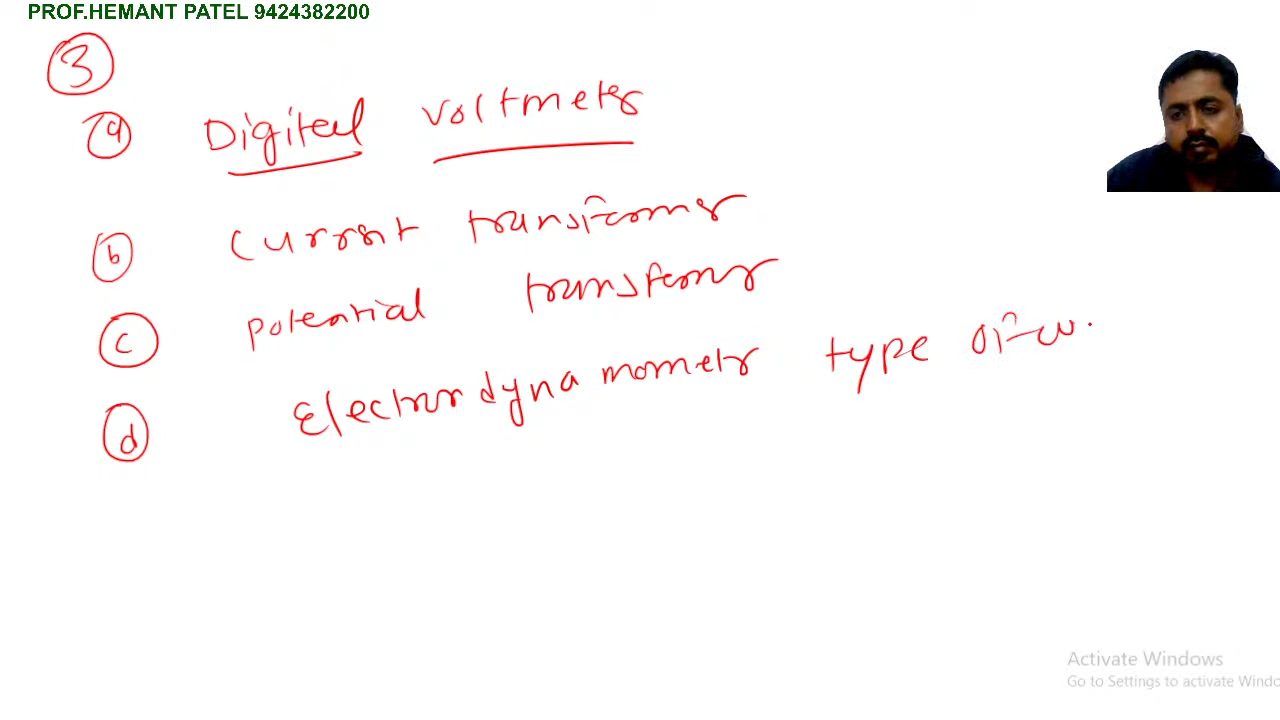 PROF.HEMANT PATEL 9424382200
3
a Digital voltmeter
b current transformer
c potential transformer
d Electrodynamometer type of w.
Activate Windows
Go to Settings to activate Windo